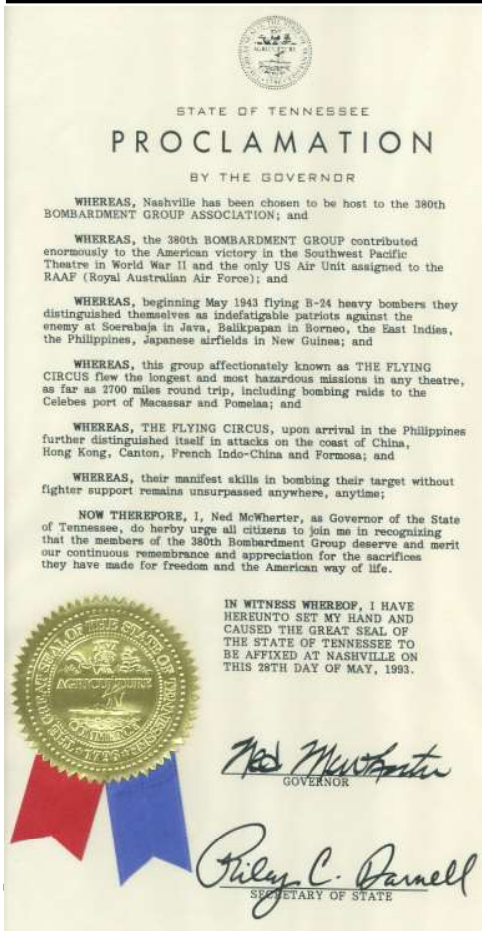 STATE OF TENNESSEE
PROCLAMATION
BY THE GOVERNOR
WHEREAS, Nashville has been chosen to be host to the 380th
BOMBARDMENT GROUP ASSOCIATION; and
WHEREAS, the 380th BOMBARDMENT GROUP contributed
enormously to the American victory in the Southwest Pacific
Theatre in World War II and the only US Air Unit assigned to the
RAAF (Royal Australian Air Force); and
WHEREAS, beginning May 1943 flying B-24 heavy bombers they
distinguished themselves as indefatigable patriots against the
enemy at Soerabaja in Java, Balikpapan in Borneo, the East Indies,
the Philippines, Japanese airfields in New Guinea; and
WHEREAS, this group affectionately known as THE FLYING
CIRCUS flew the longest and most hazardous missions in any theatre,
as far as 2700 miles round trip, including bombing raids to the
Celebes port of Macassar and Pomelaa; and
WHEREAS, THE FLYING CIRCUS, upon arrival in the Philippines
further distinguished itself in attacks on the coast of China,
Hong Kong, Canton, French Indo-China and Formosa; and
WHEREAS, their manifest skills in bombing their target without
fighter support remains unsurpassed anywhere, anytime;
NOW THEREFORE, I, Ned McWherter, as Governor of the State
of Tennessee, do herby urge all citizens to join me in recognizing
that the members of the 380th Bombardment Group deserve and merit
our continuous remembrance and appreciation for the sacrifices
they have made for freedom and the American way of life.
IN WITNESS WHEREOF, I HAVE
HEREUNTO SET MY HAND AND
CAUSED THE GREAT SEAL OF
THE STATE OF TENNESSEE TO
BE AFFIXED AT NASHVILLE ON
THIS 28TH DAY OF MAY, 1993.
THE GREAT SEAL OF THE STATE OF TENNESSEE
AGRICULTURE
COMMERCE
1796
Ned McWherter
GOVERNOR
Riley C. Darnell
SECRETARY OF STATE